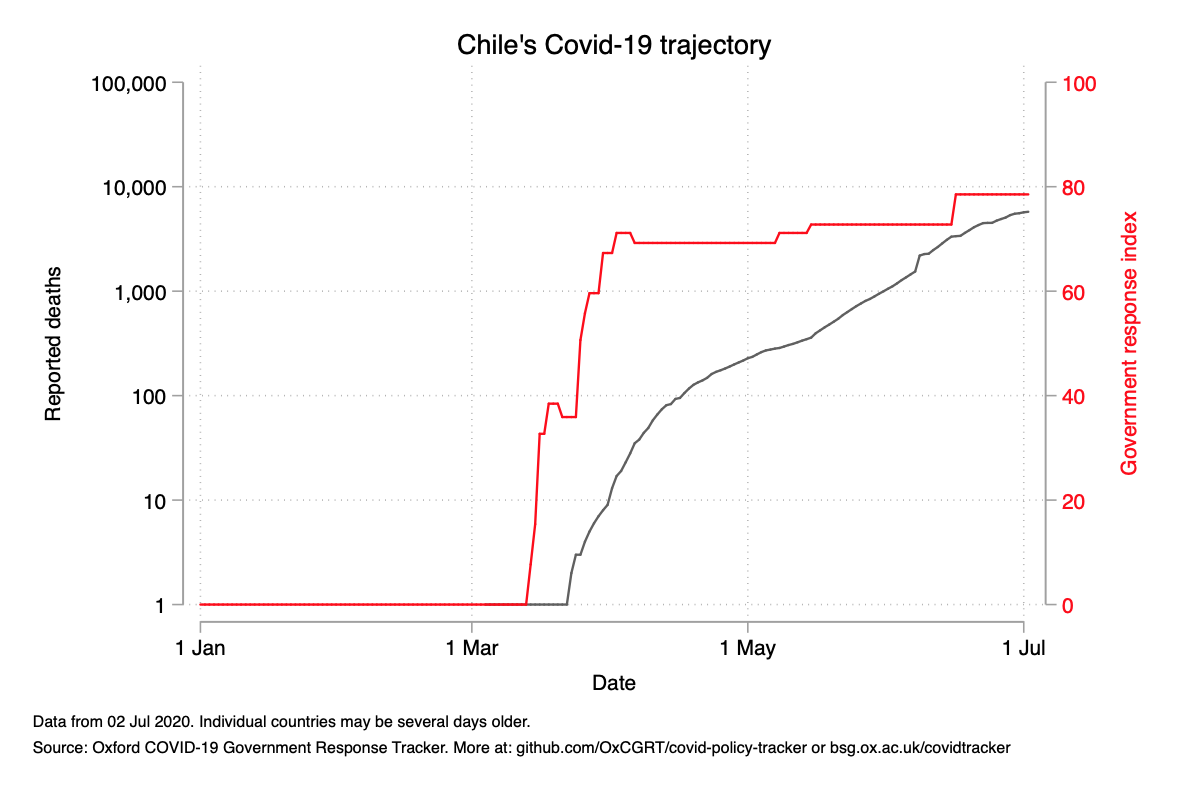 Chile's Covid-19 trajectory
100,000
10,000
1,000
100
10
1
Reported deaths
100
80
60
40
20
0
Government response index
1 Jan
1 Mar
1 May
1 Jul
Date
Data from 02 Jul 2020. Individual countries may be several days older.
Source: Oxford COVID-19 Government Response Tracker. More at: github.com/OxCGRT/covid-policy-tracker or bsg.ox.ac.uk/covidtracker